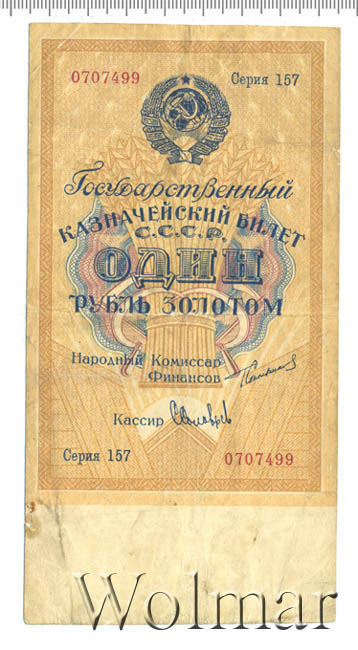 0707499 Серия 157
Государственный
КАЗНАЧЕЙСКИЙ БИЛЕТ
С.С.С.Р.
ОДИН
РУБЛЬ ЗОЛОТОМ
Народный Комиссар
Финансов
Кассир
Серия 157 0707499
Wolmar